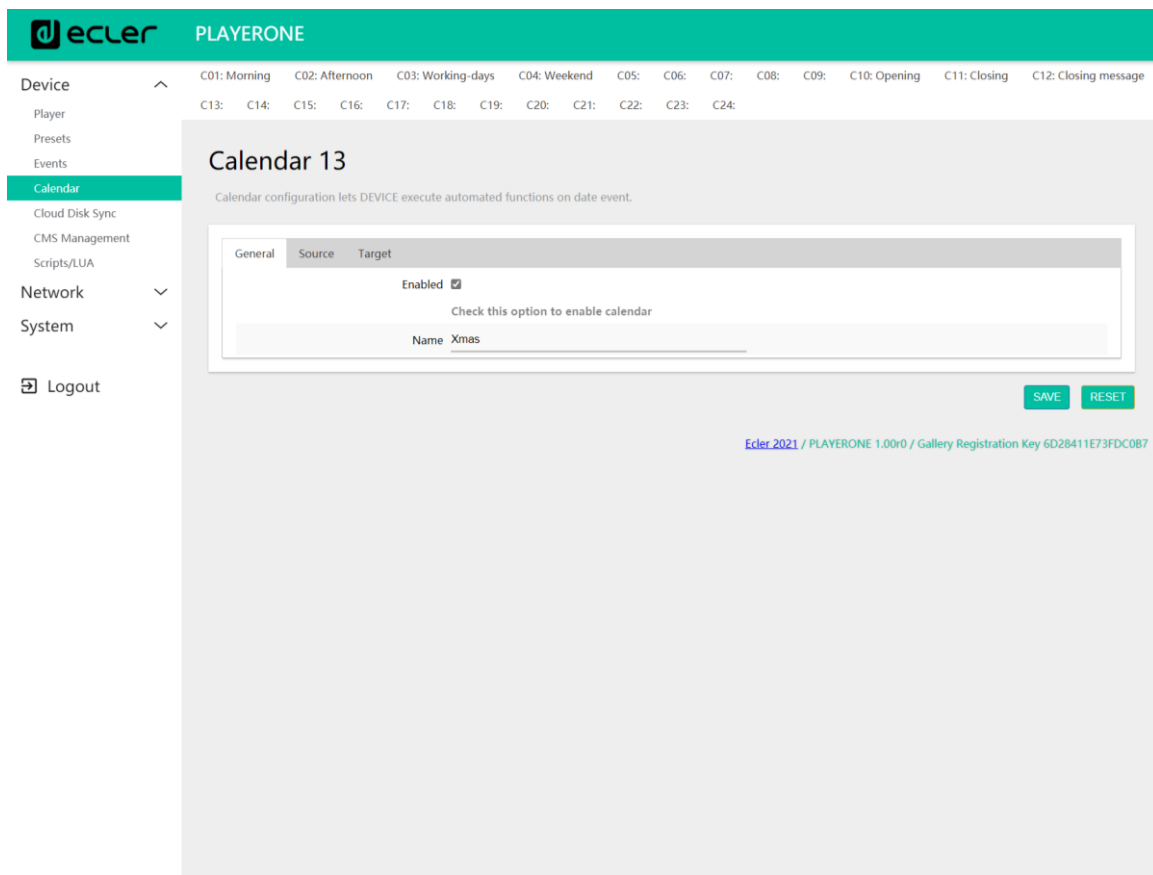 ecler
PLAYERONE
Device
Player
Presets
Events
Calendar
Cloud Disk Sync
CMS Management
Scripts/LUA
Network
System
Logout
C01: Morning C02: Afternoon C03: Working-days C04: Weekend C05: C06: C07: C08: C09: C10: Opening C11: Closing C12: Closing message
C13: C14: C15: C16: C17: C18: C19: C20: C21: C22: C23: C24:
Calendar 13
Calendar configuration lets DEVICE execute automated functions on date event.
General Source Target
Enabled
Check this option to enable calendar
Name Xmas
SAVE RESET
Ecler 2021 / PLAYERONE 1.00r0 / Gallery Registration Key 6D28411E73FDC0B7